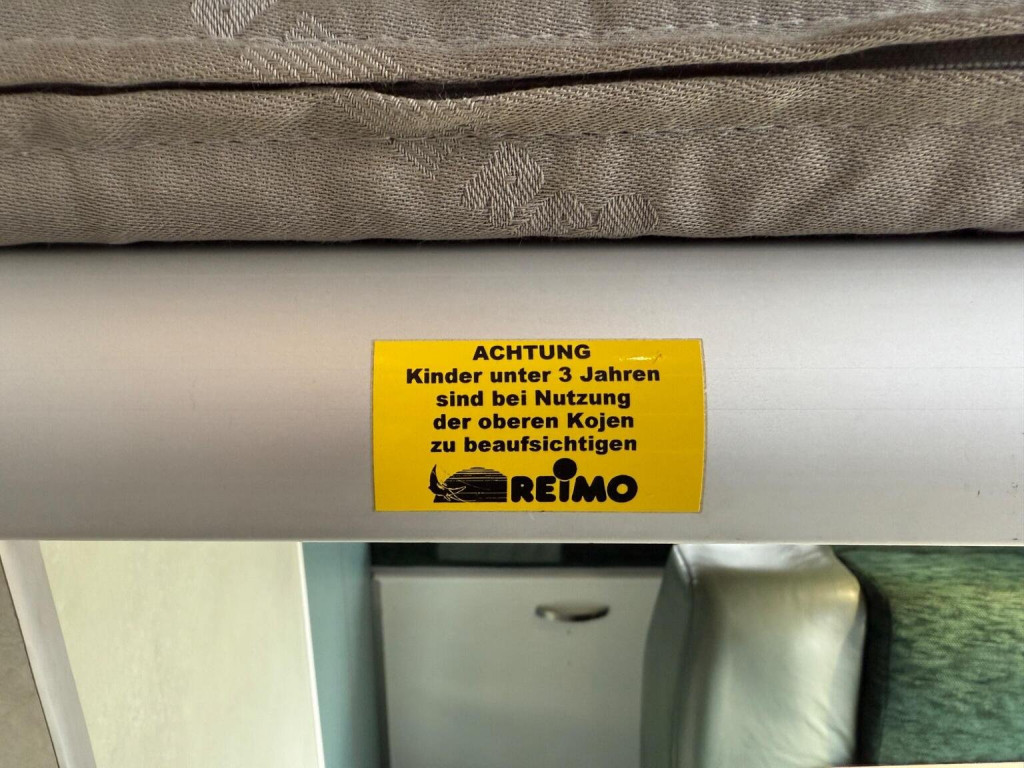 ACHTUNG
Kinder unter 3 Jahren
sind bei Nutzung
der oberen Kojen
zu beaufsichtigen
REIMO